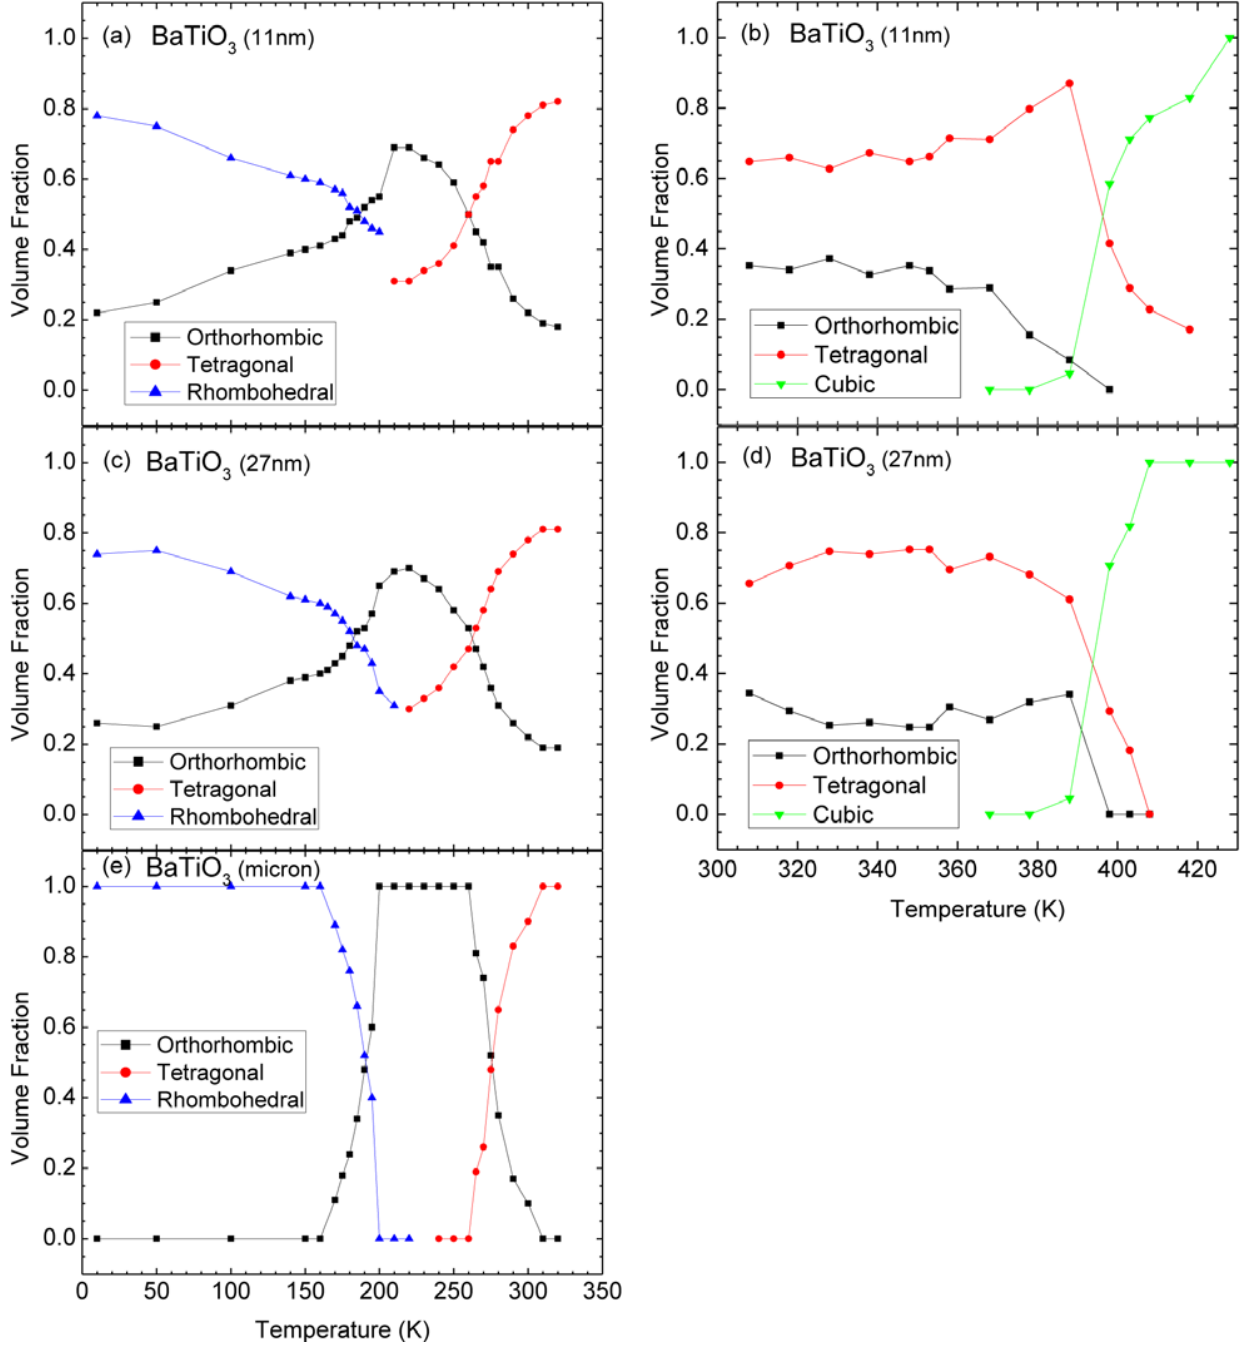 (a) BaTiO3 (11nm)
1.0
0.8
0.6
0.4
0.2
0.0
Volume Fraction
Orthorhombic
Tetragonal
Rhombohedral
(b) BaTiO3 (11nm)
1.0
0.8
0.6
0.4
0.2
0.0
Volume Fraction
Orthorhombic
Tetragonal
Cubic
(c) BaTiO3 (27nm)
1.0
0.8
0.6
0.4
0.2
0.0
Volume Fraction
Orthorhombic
Tetragonal
Rhombohedral
(d) BaTiO3 (27nm)
1.0
0.8
0.6
0.4
0.2
0.0
Volume Fraction
Orthorhombic
Tetragonal
Cubic
300 320 340 360 380 400 420
Temperature (K)
(e) BaTiO3 (micron)
1.0
0.8
0.6
0.4
0.2
0.0
Volume Fraction
Orthorhombic
Tetragonal
Rhombohedral
0 50 100 150 200 250 300 350
Temperature (K)